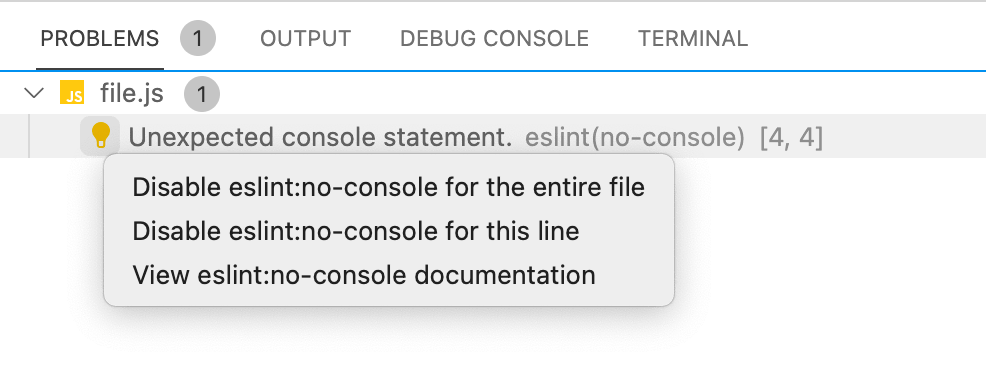 PROBLEMS 1 OUTPUT DEBUG CONSOLE TERMINAL
JS file.js 1
Unexpected console statement. eslint(no-console) [4, 4]
Disable eslint:no-console for the entire file
Disable eslint:no-console for this line
View eslint:no-console documentation